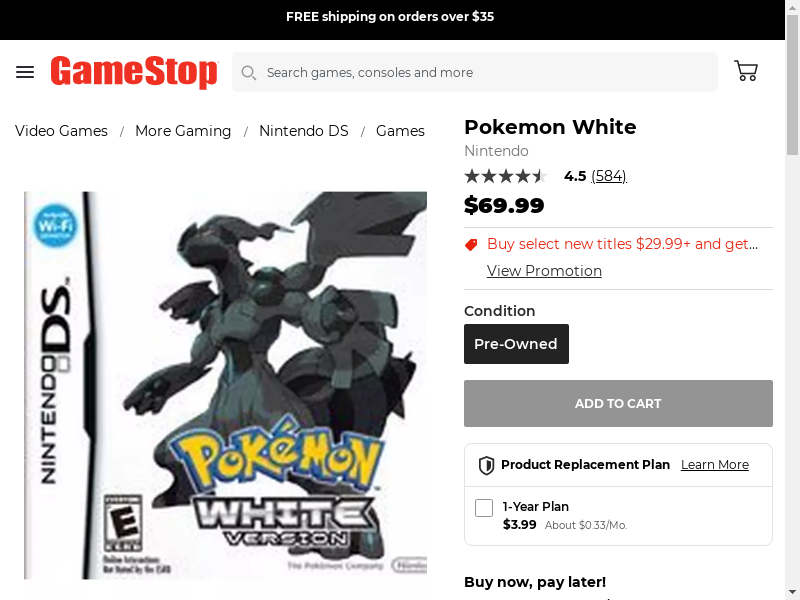 FREE shipping on orders over $35
GameStop
Search games, consoles and more
Video Games / More Gaming / Nintendo DS / Games
Pokemon White
Nintendo
4.5 (584)
$69.99
Buy select new titles $29.99+ and get...
View Promotion
Condition
Pre-Owned
ADD TO CART
Product Replacement Plan Learn More
1-Year Plan
$3.99 About $0.33/Mo.
Buy now, pay later!
Nintendo
Wi-Fi
NINTENDO DS
POKéMON
WHITE
VERSION
EVERYONE
E
Online Interactions
Not Rated by the ESRB
The Pokémon Company